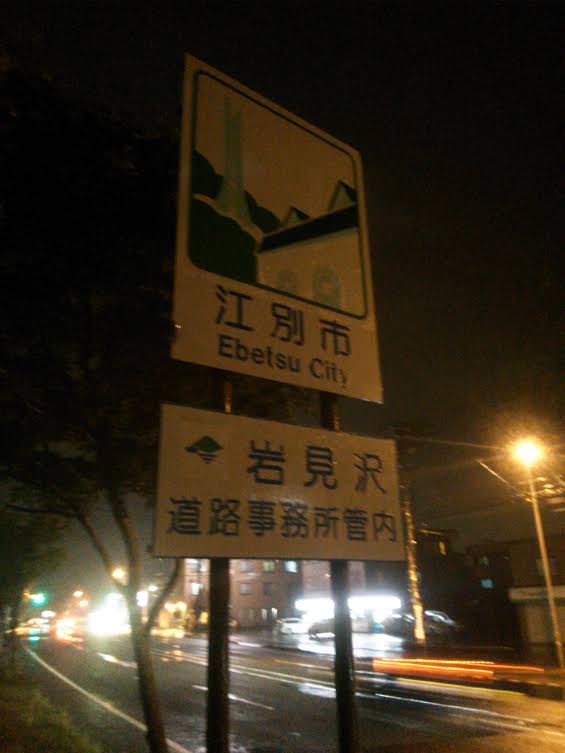 江別市
Ebetsu City
岩見沢
道路事務所管内